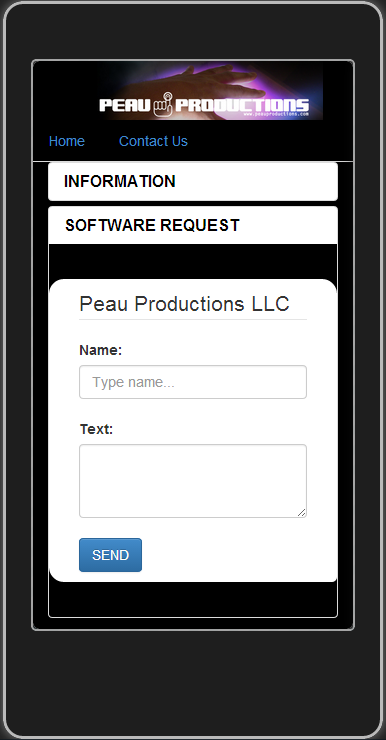 PEAU PRODUCTIONS
www.peauproductions.com
Home Contact Us
INFORMATION
SOFTWARE REQUEST
Peau Productions LLC
Name:
Type name...
Text:
SEND